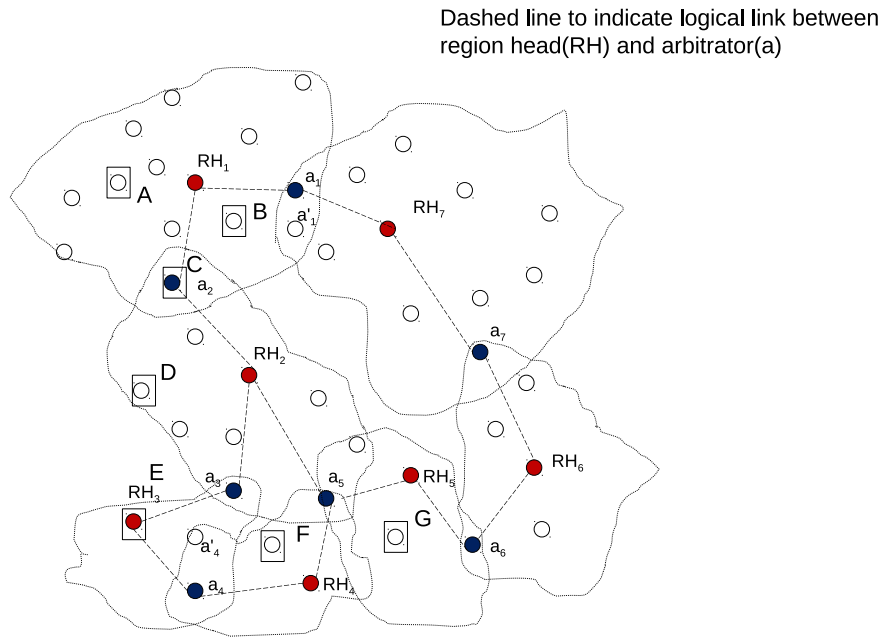 Dashed line to indicate logical link between
region head(RH) and arbitrator(a)
RH₁
a₁
A
B
a'₁
RH₇
C
a₂
a₇
RH₂
D
RH₆
E
a₃
a₅
RH₅
RH₃
F
G
a'₄
a₆
a₄
RH₄